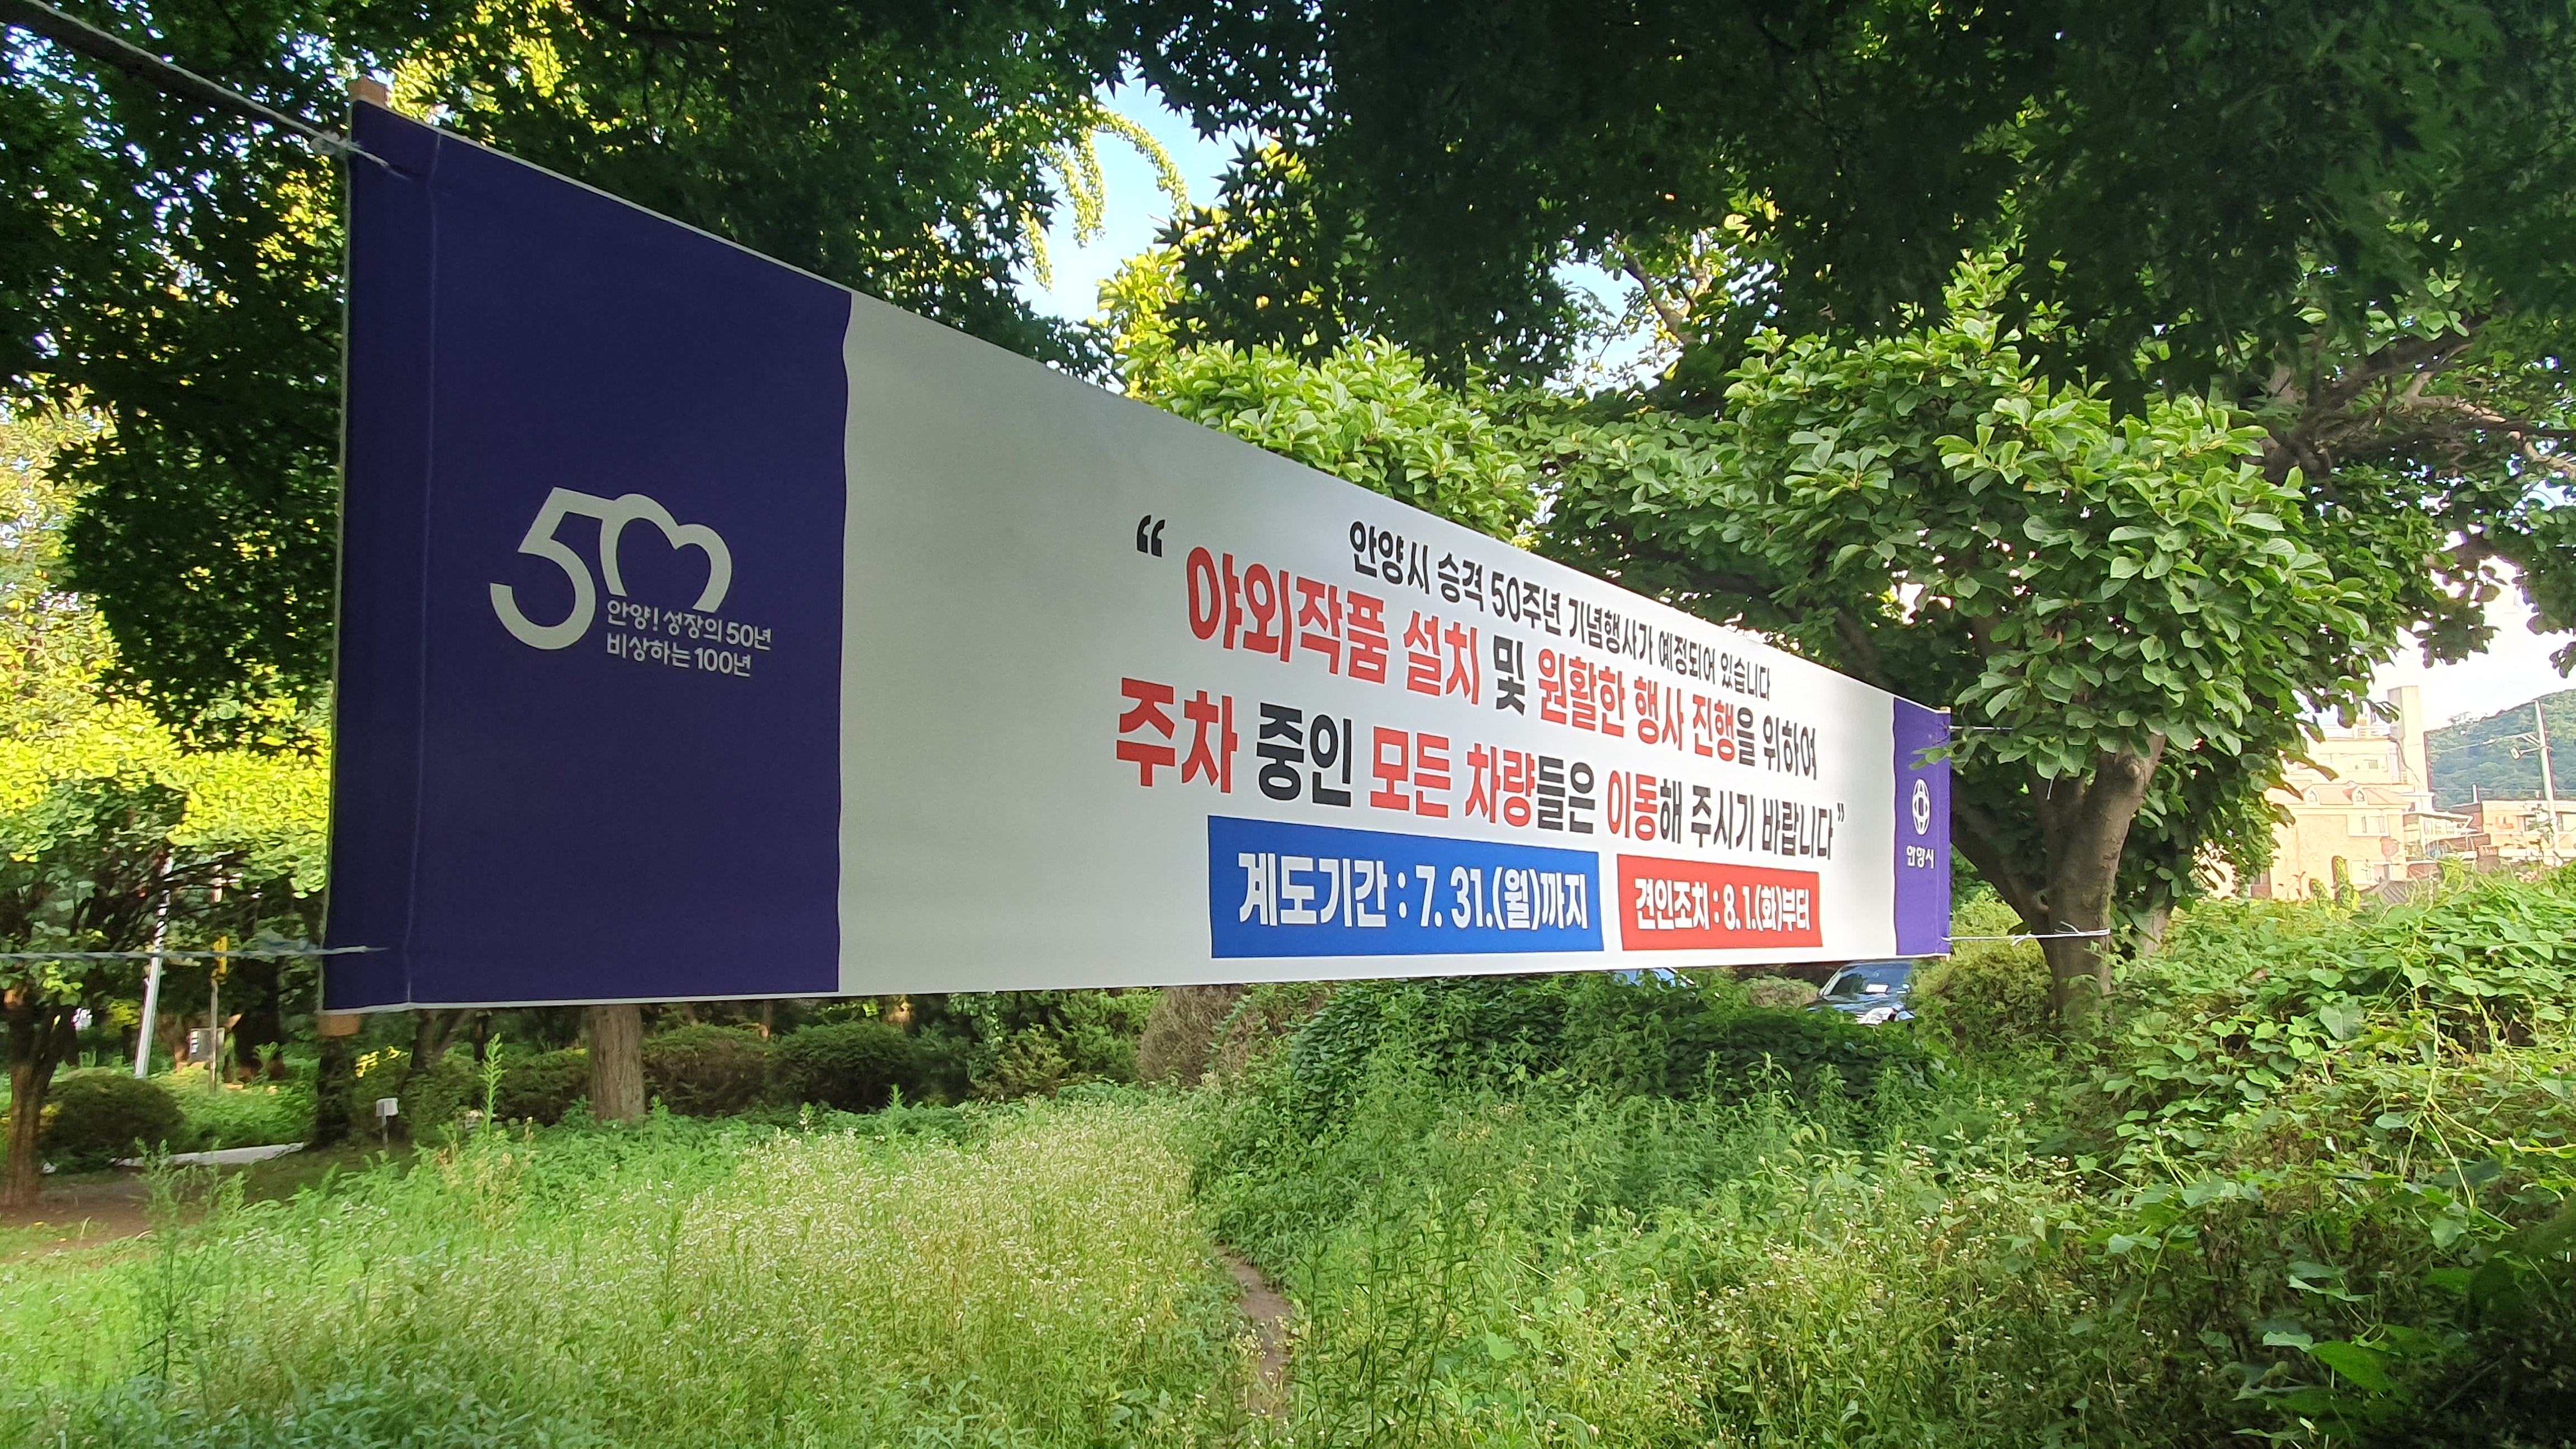 50
안양! 성장의 50년
비상하는 100년
안양시 승격 50주년 기념행사가 예정되어 있습니다
“ 야외작품 설치 및 원활한 행사 진행을 위하여
주차 중인 모든 차량들은 이동해 주시기 바랍니다 ”
계도기간 : 7. 31.(월)까지
견인조치 : 8. 1.(화)부터
안양시